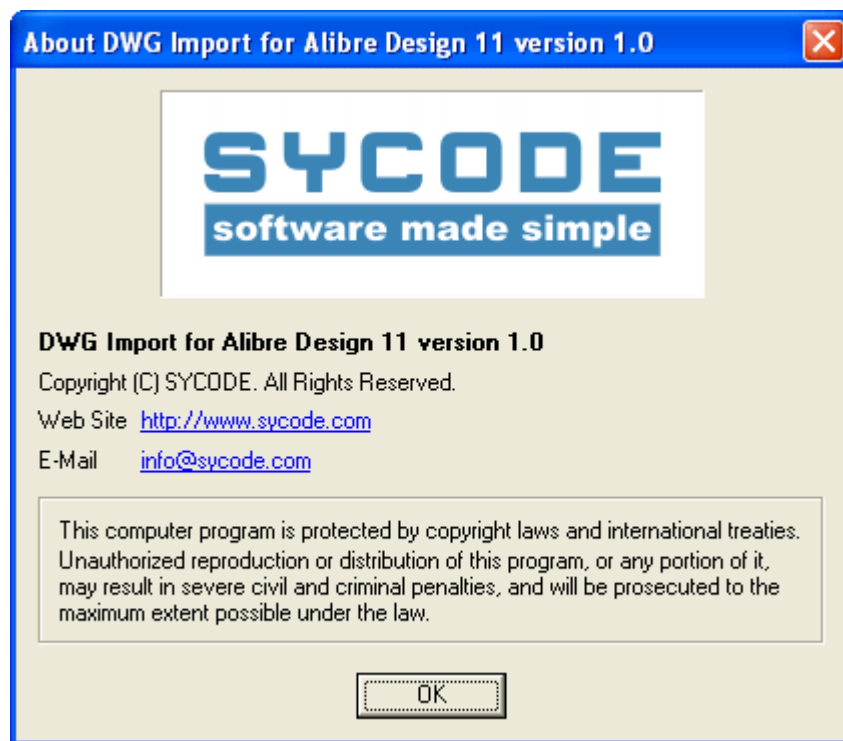 About DWG Import for Alibre Design 11 version 1.0
SYCODE
software made simple
DWG Import for Alibre Design 11 version 1.0
Copyright (C) SYCODE. All Rights Reserved.
Web Site http://www.sycode.com
E-Mail info@sycode.com
This computer program is protected by copyright laws and international treaties.
Unauthorized reproduction or distribution of this program, or any portion of it,
may result in severe civil and criminal penalties, and will be prosecuted to the
maximum extent possible under the law.
OK